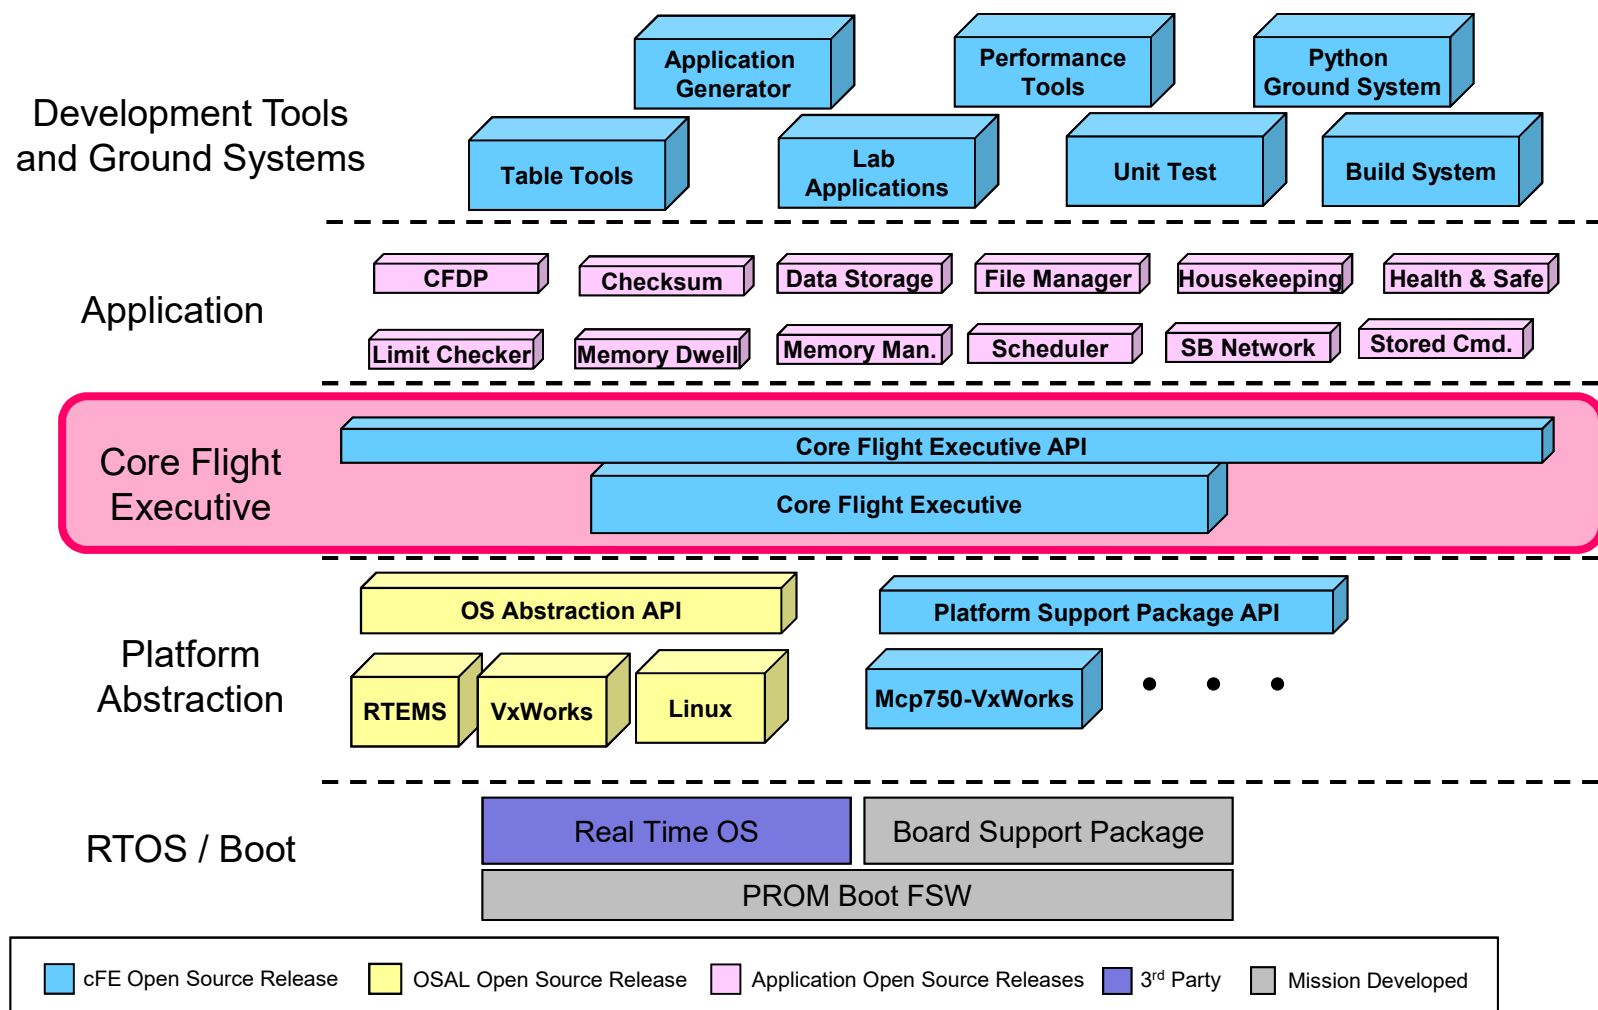 Application
Generator
Performance
Tools
Python
Ground System
Development Tools
and Ground Systems
Table Tools
Lab
Applications
Unit Test
Build System
Application
CFDP
Checksum
Data Storage
File Manager
Housekeeping
Health & Safe
Limit Checker
Memory Dwell
Memory Man.
Scheduler
SB Network
Stored Cmd.
Core Flight
Executive
Core Flight Executive API
Core Flight Executive
Platform
Abstraction
OS Abstraction API
Platform Support Package API
RTEMS
VxWorks
Linux
Mcp750-VxWorks
• • •
RTOS / Boot
Real Time OS
Board Support Package
PROM Boot FSW
cFE Open Source Release
OSAL Open Source Release
Application Open Source Releases
3rd Party
Mission Developed